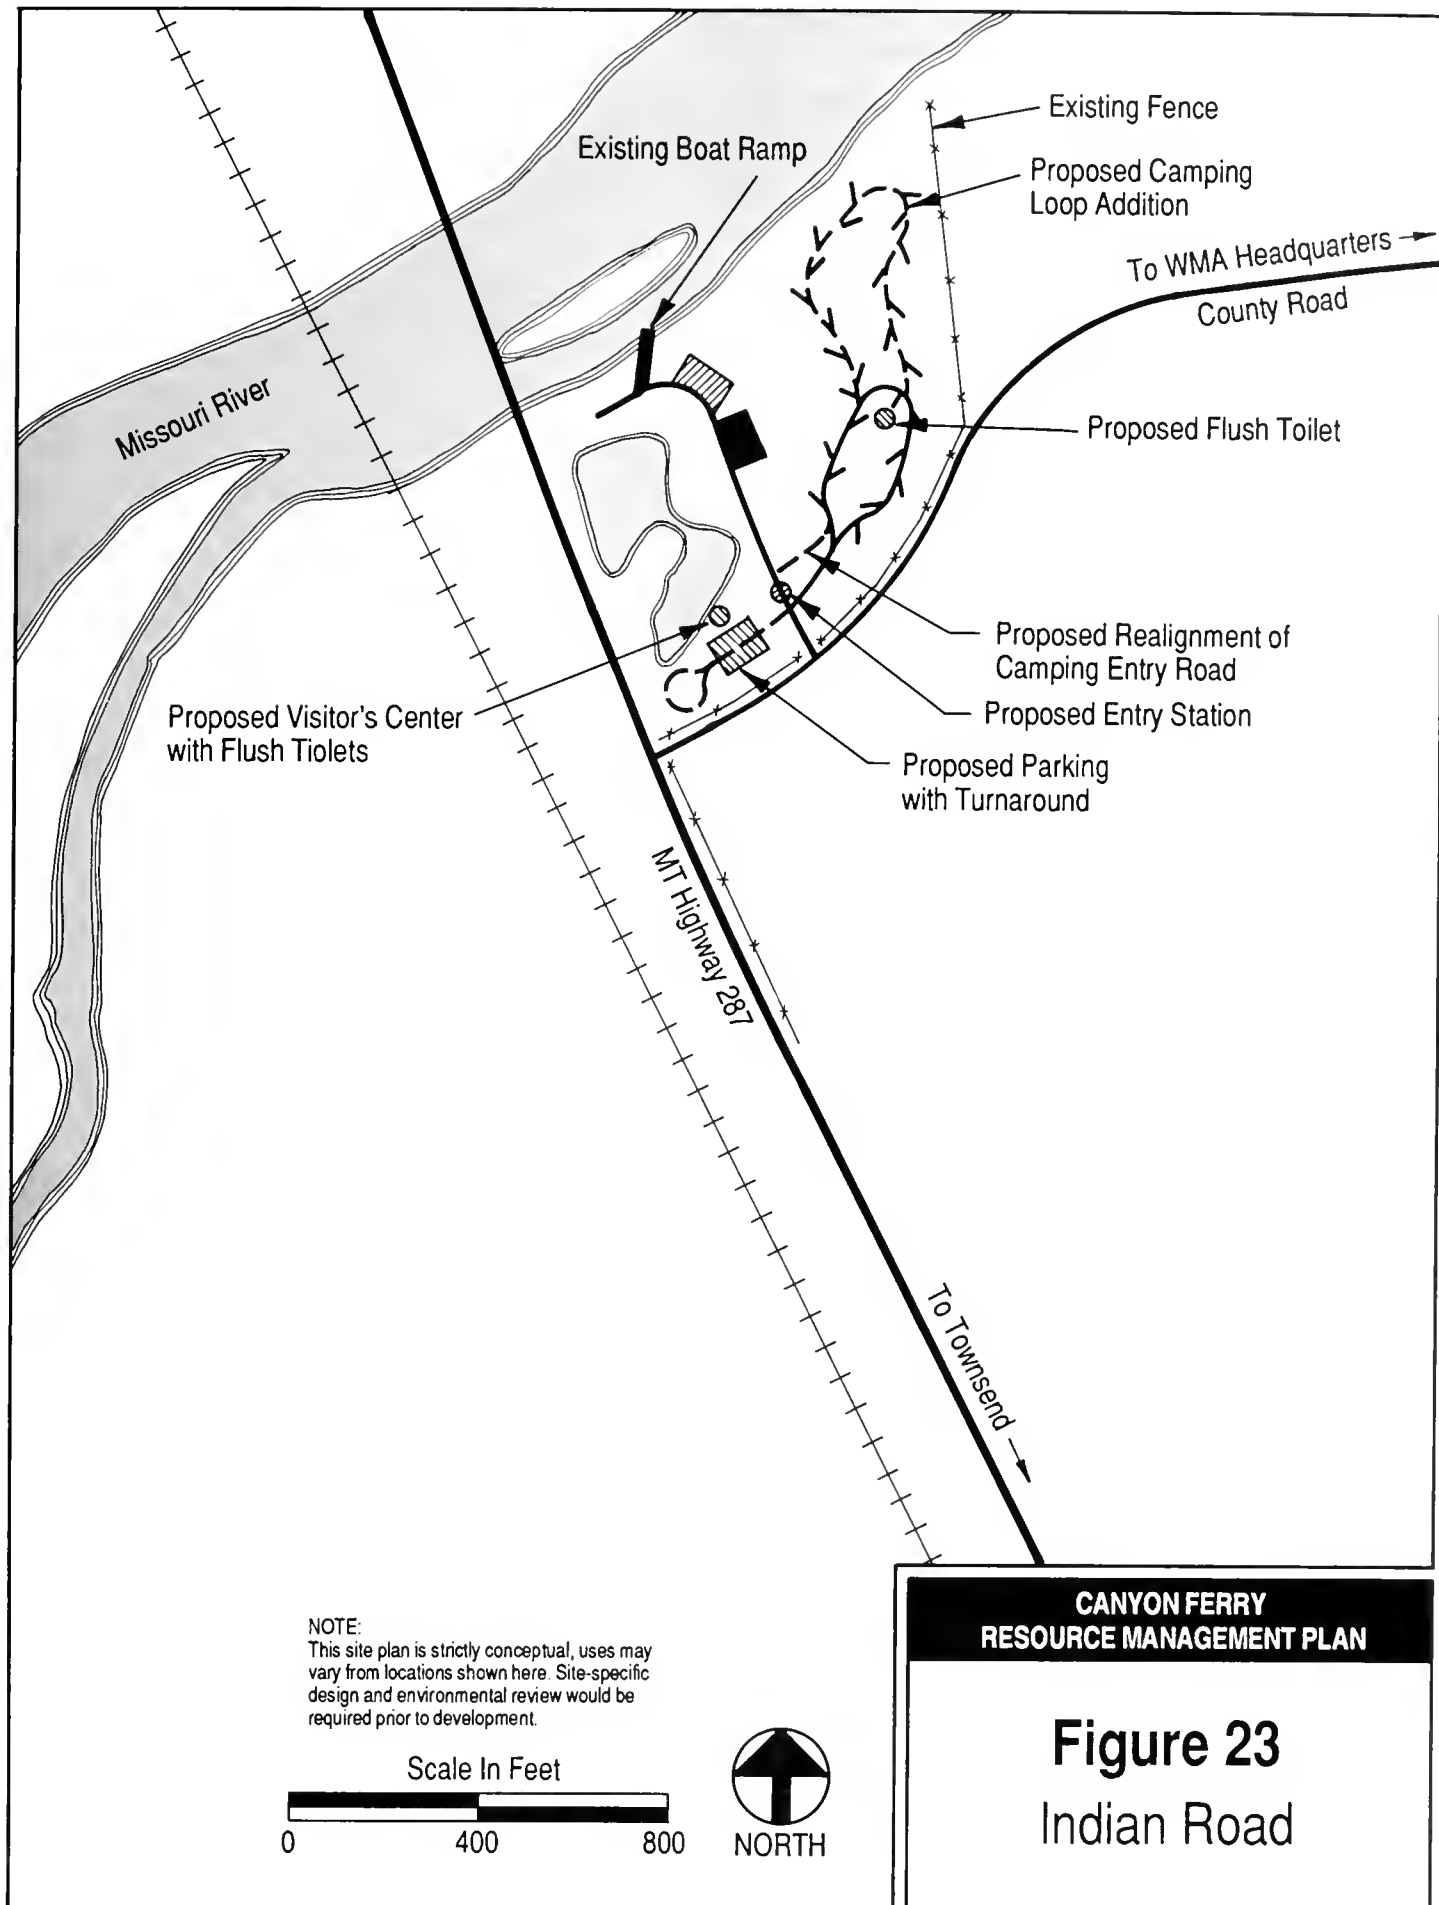 Existing Boat Ramp
Existing Fence
Proposed Camping
Loop Addition
To WMA Headquarters
County Road
Missouri River
Proposed Flush Toilet
Proposed Realignment of
Camping Entry Road
Proposed Entry Station
Proposed Visitor's Center
with Flush Tiolets
Proposed Parking
with Turnaround
MT Highway 287
To Townsend
NOTE:
This site plan is strictly conceptual, uses may
vary from locations shown here. Site-specific
design and environmental review would be
required prior to development.
Scale In Feet
0 400 800
NORTH
CANYON FERRY
RESOURCE MANAGEMENT PLAN
Figure 23
Indian Road